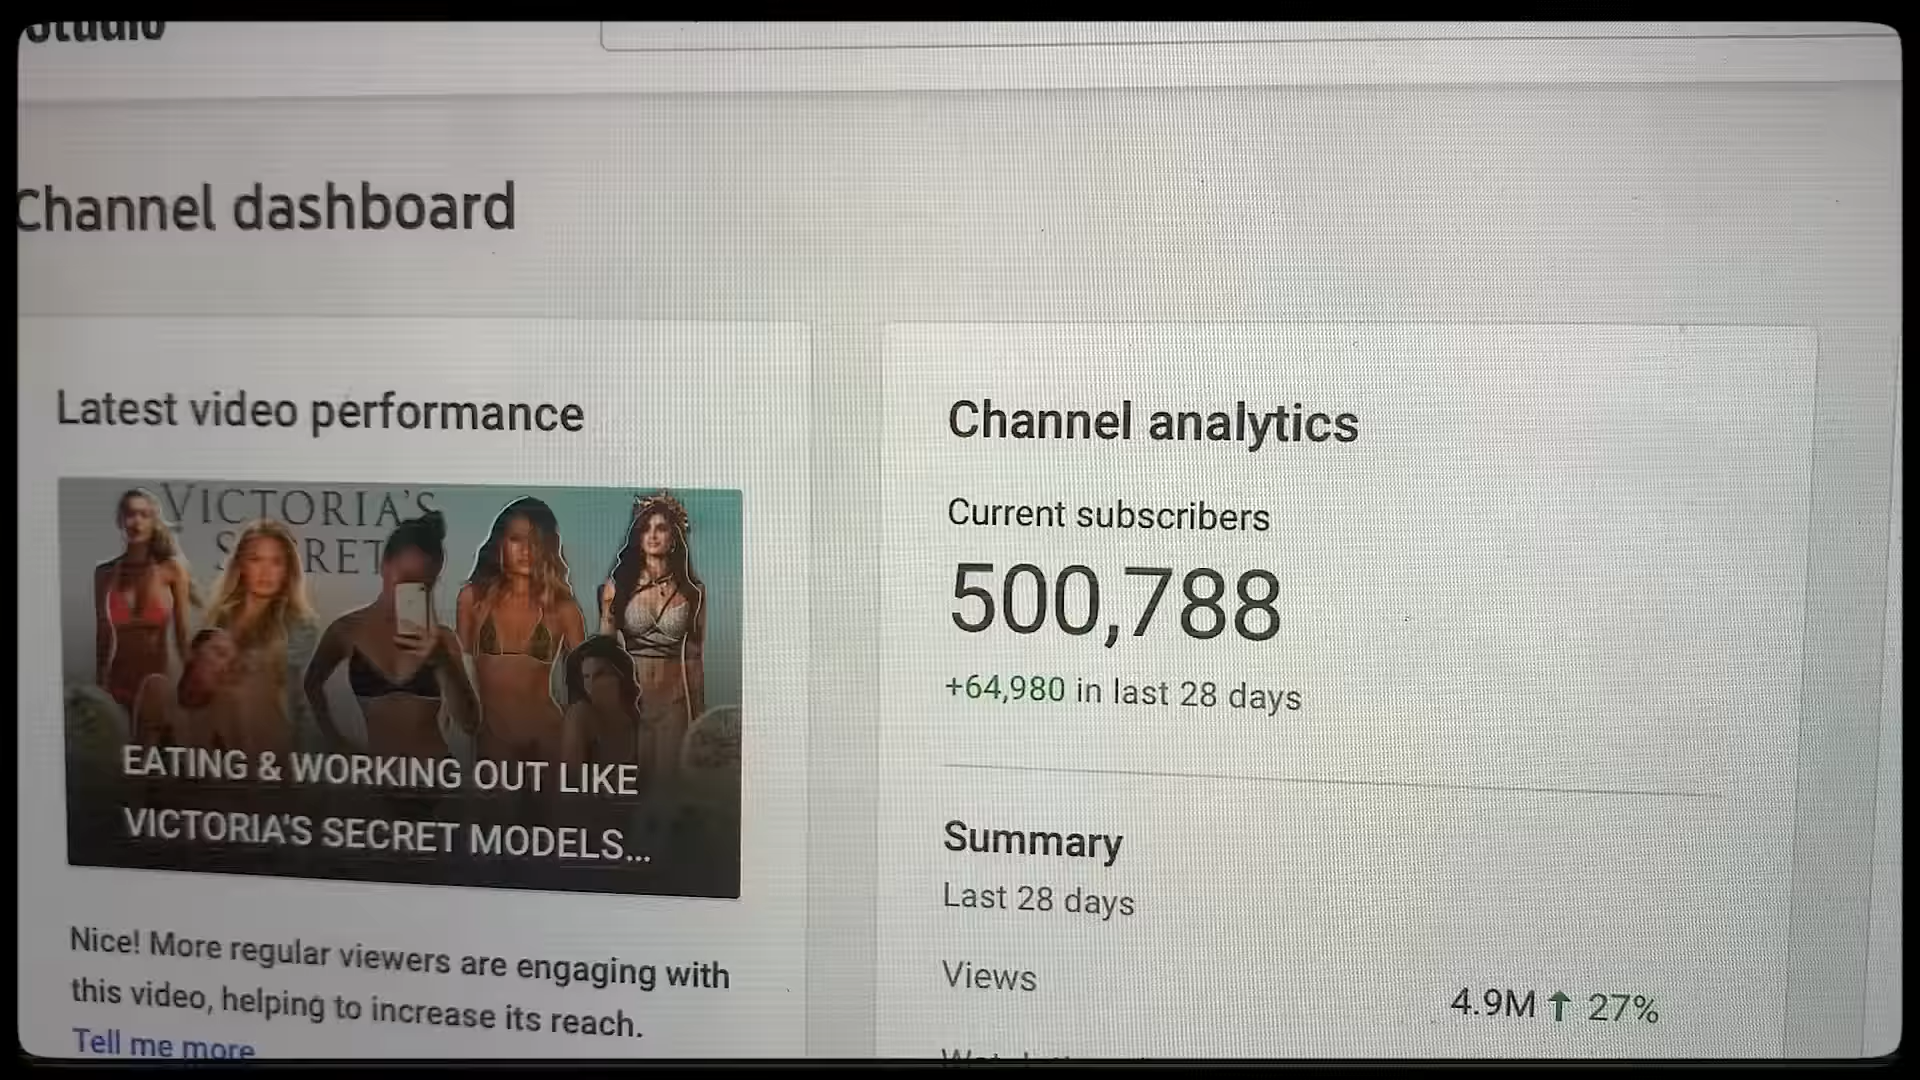 Studio
Channel dashboard
Latest video performance
VICTORIA'S
EATING & WORKING OUT LIKE
VICTORIA'S SECRET MODELS...
Nice! More regular viewers are engaging with
this video, helping to increase its reach.
Tell me more
Channel analytics
Current subscribers
500,788
+64,980 in last 28 days
Summary
Last 28 days
Views
4.9M ↑ 27%